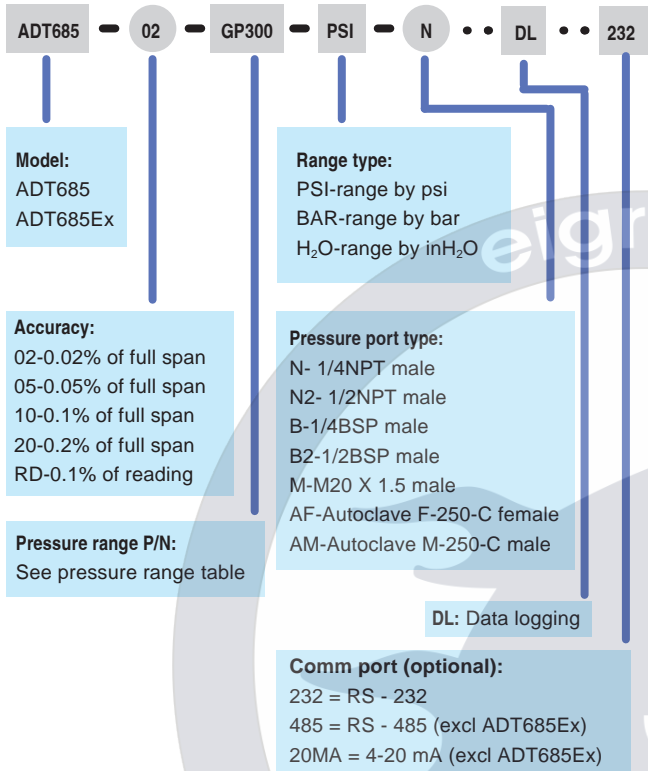 ADT685 – 02 – GP300 – PSI – N • • DL • • 232
Model:
ADT685
ADT685Ex
Range type:
PSI-range by psi
BAR-range by bar
H₂O-range by inH₂O
Accuracy:
02-0.02% of full span
05-0.05% of full span
10-0.1% of full span
20-0.2% of full span
RD-0.1% of reading
Pressure port type:
N- 1/4NPT male
N2- 1/2NPT male
B-1/4BSP male
B2-1/2BSP male
M-M20 X 1.5 male
AF-Autoclave F-250-C female
AM-Autoclave M-250-C male
Pressure range P/N:
See pressure range table
DL: Data logging
Comm port (optional):
232 = RS - 232
485 = RS - 485 (excl ADT685Ex)
20MA = 4-20 mA (excl ADT685Ex)